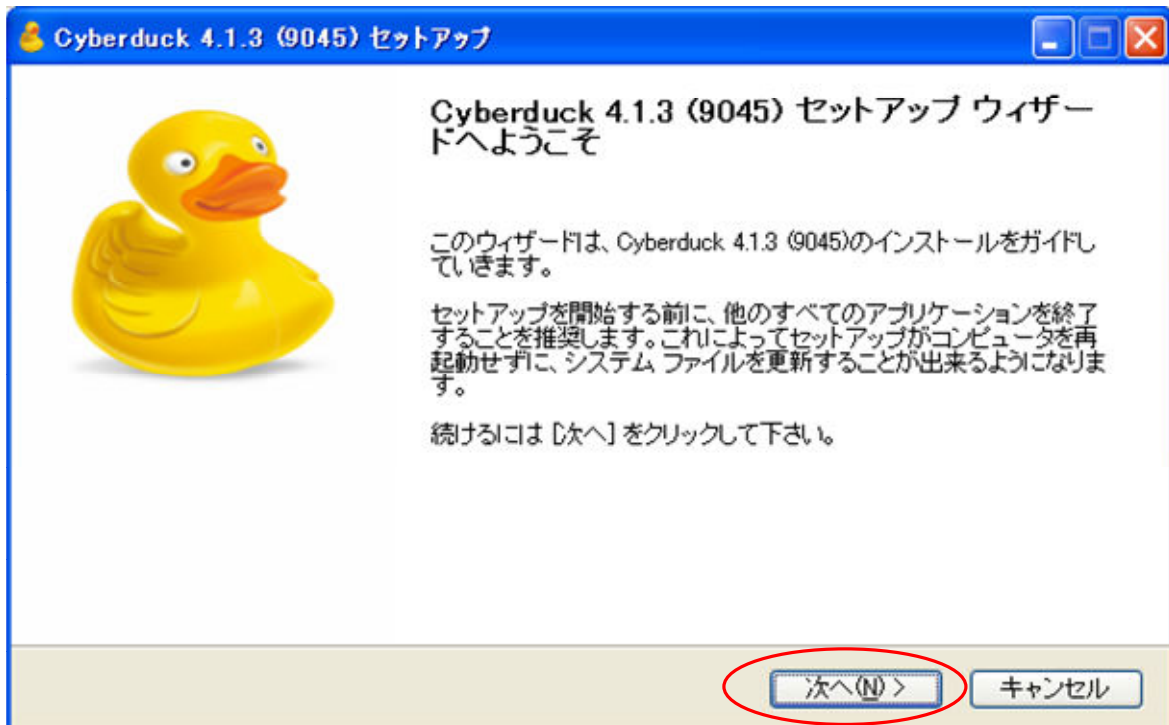 Cyberduck 4.1.3 (9045) セットアップ
Cyberduck 4.1.3 (9045) セットアップ ウィザー
ドへようこそ
このウィザードは、Cyberduck 4.1.3 (9045)のインストールをガイドし
ていきます。
セットアップを開始する前に、他のすべてのアプリケーションを終了
することを推奨します。これによってセットアップがコンピュータを再
起動せずに、システム ファイルを更新することが出来るようになりま
す。
続けるには [次へ] をクリックして下さい。
次へ(N) >
キャンセル